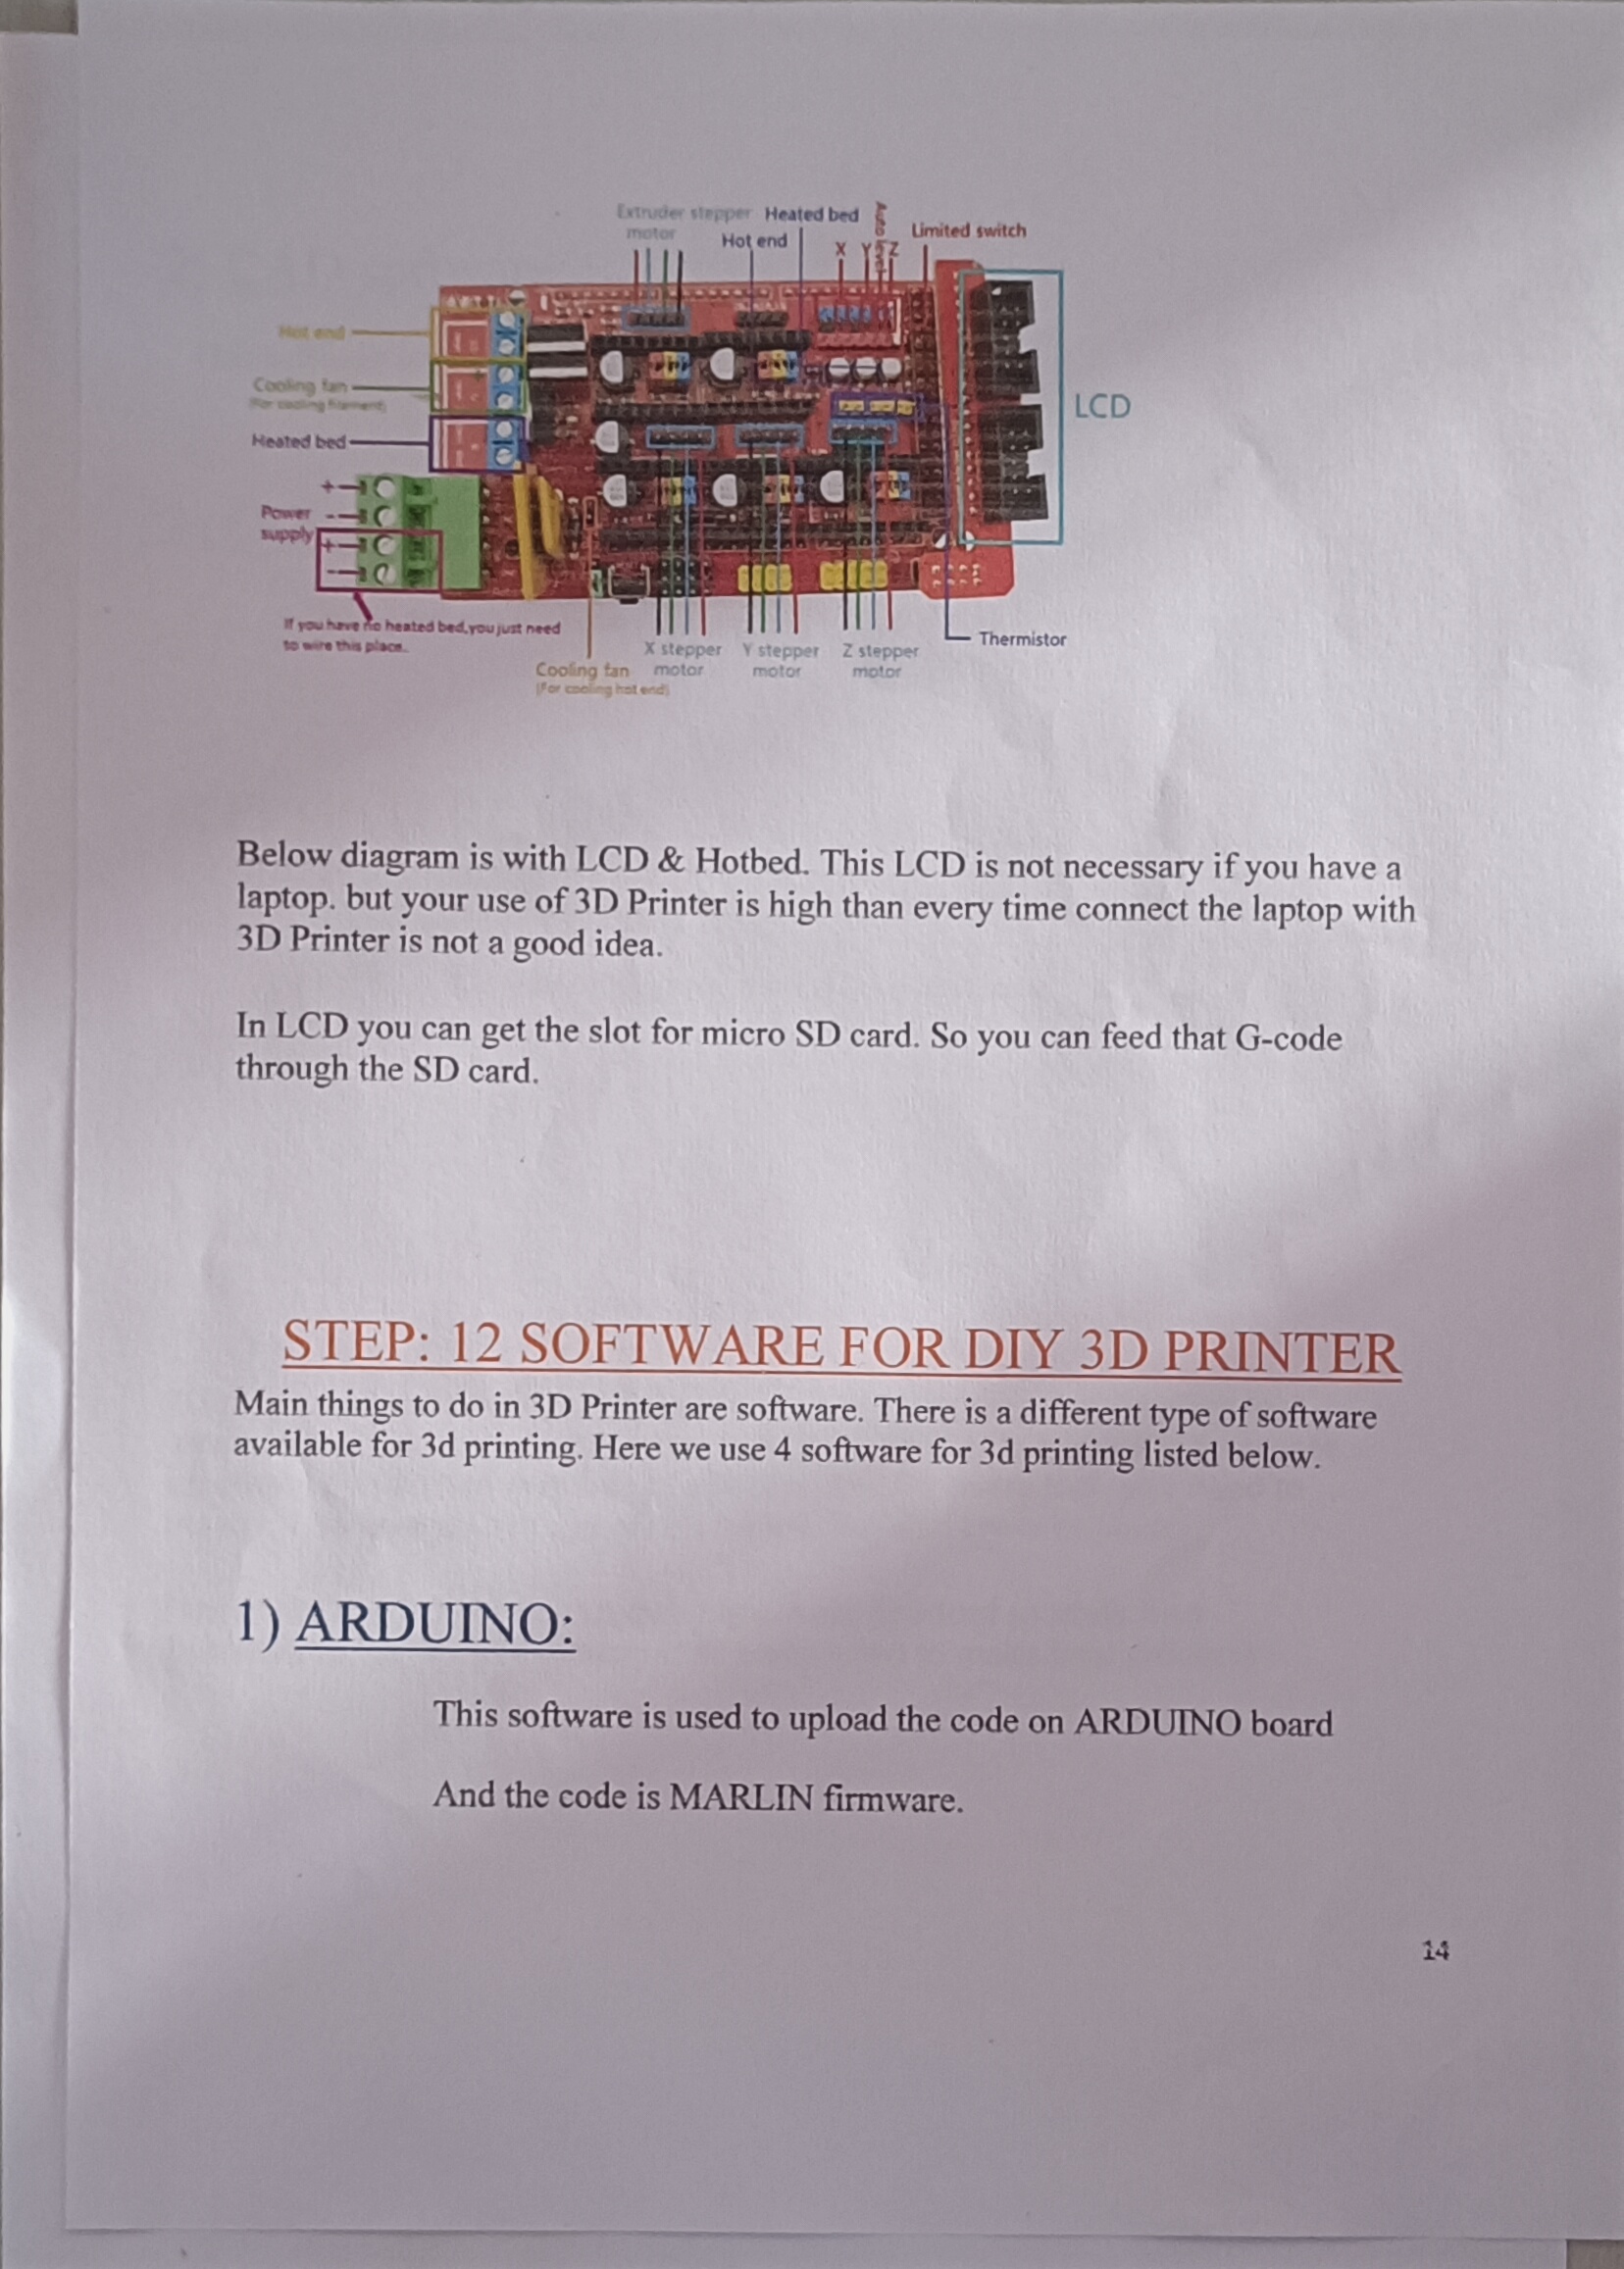 Extruder stepper
motor
Heated bed
Hot end
X
Y
Z
Limited switch
Hot end
Cooling fan
(For cooling filament)
Heated bed
LCD
+
Power
-
supply
+
-
If you have no heated bed,you just need
to wire this place.
Cooling fan
(For cooling hot end)
X stepper
motor
Y stepper
motor
Z stepper
motor
Thermistor
Below diagram is with LCD & Hotbed. This LCD is not necessary if you have a
laptop. but your use of 3D Printer is high than every time connect the laptop with
3D Printer is not a good idea.
In LCD you can get the slot for micro SD card. So you can feed that G-code
through the SD card.
STEP: 12 SOFTWARE FOR DIY 3D PRINTER
Main things to do in 3D Printer are software. There is a different type of software
available for 3d printing. Here we use 4 software for 3d printing listed below.
1) ARDUINO:
This software is used to upload the code on ARDUINO board
And the code is MARLIN firmware.
14